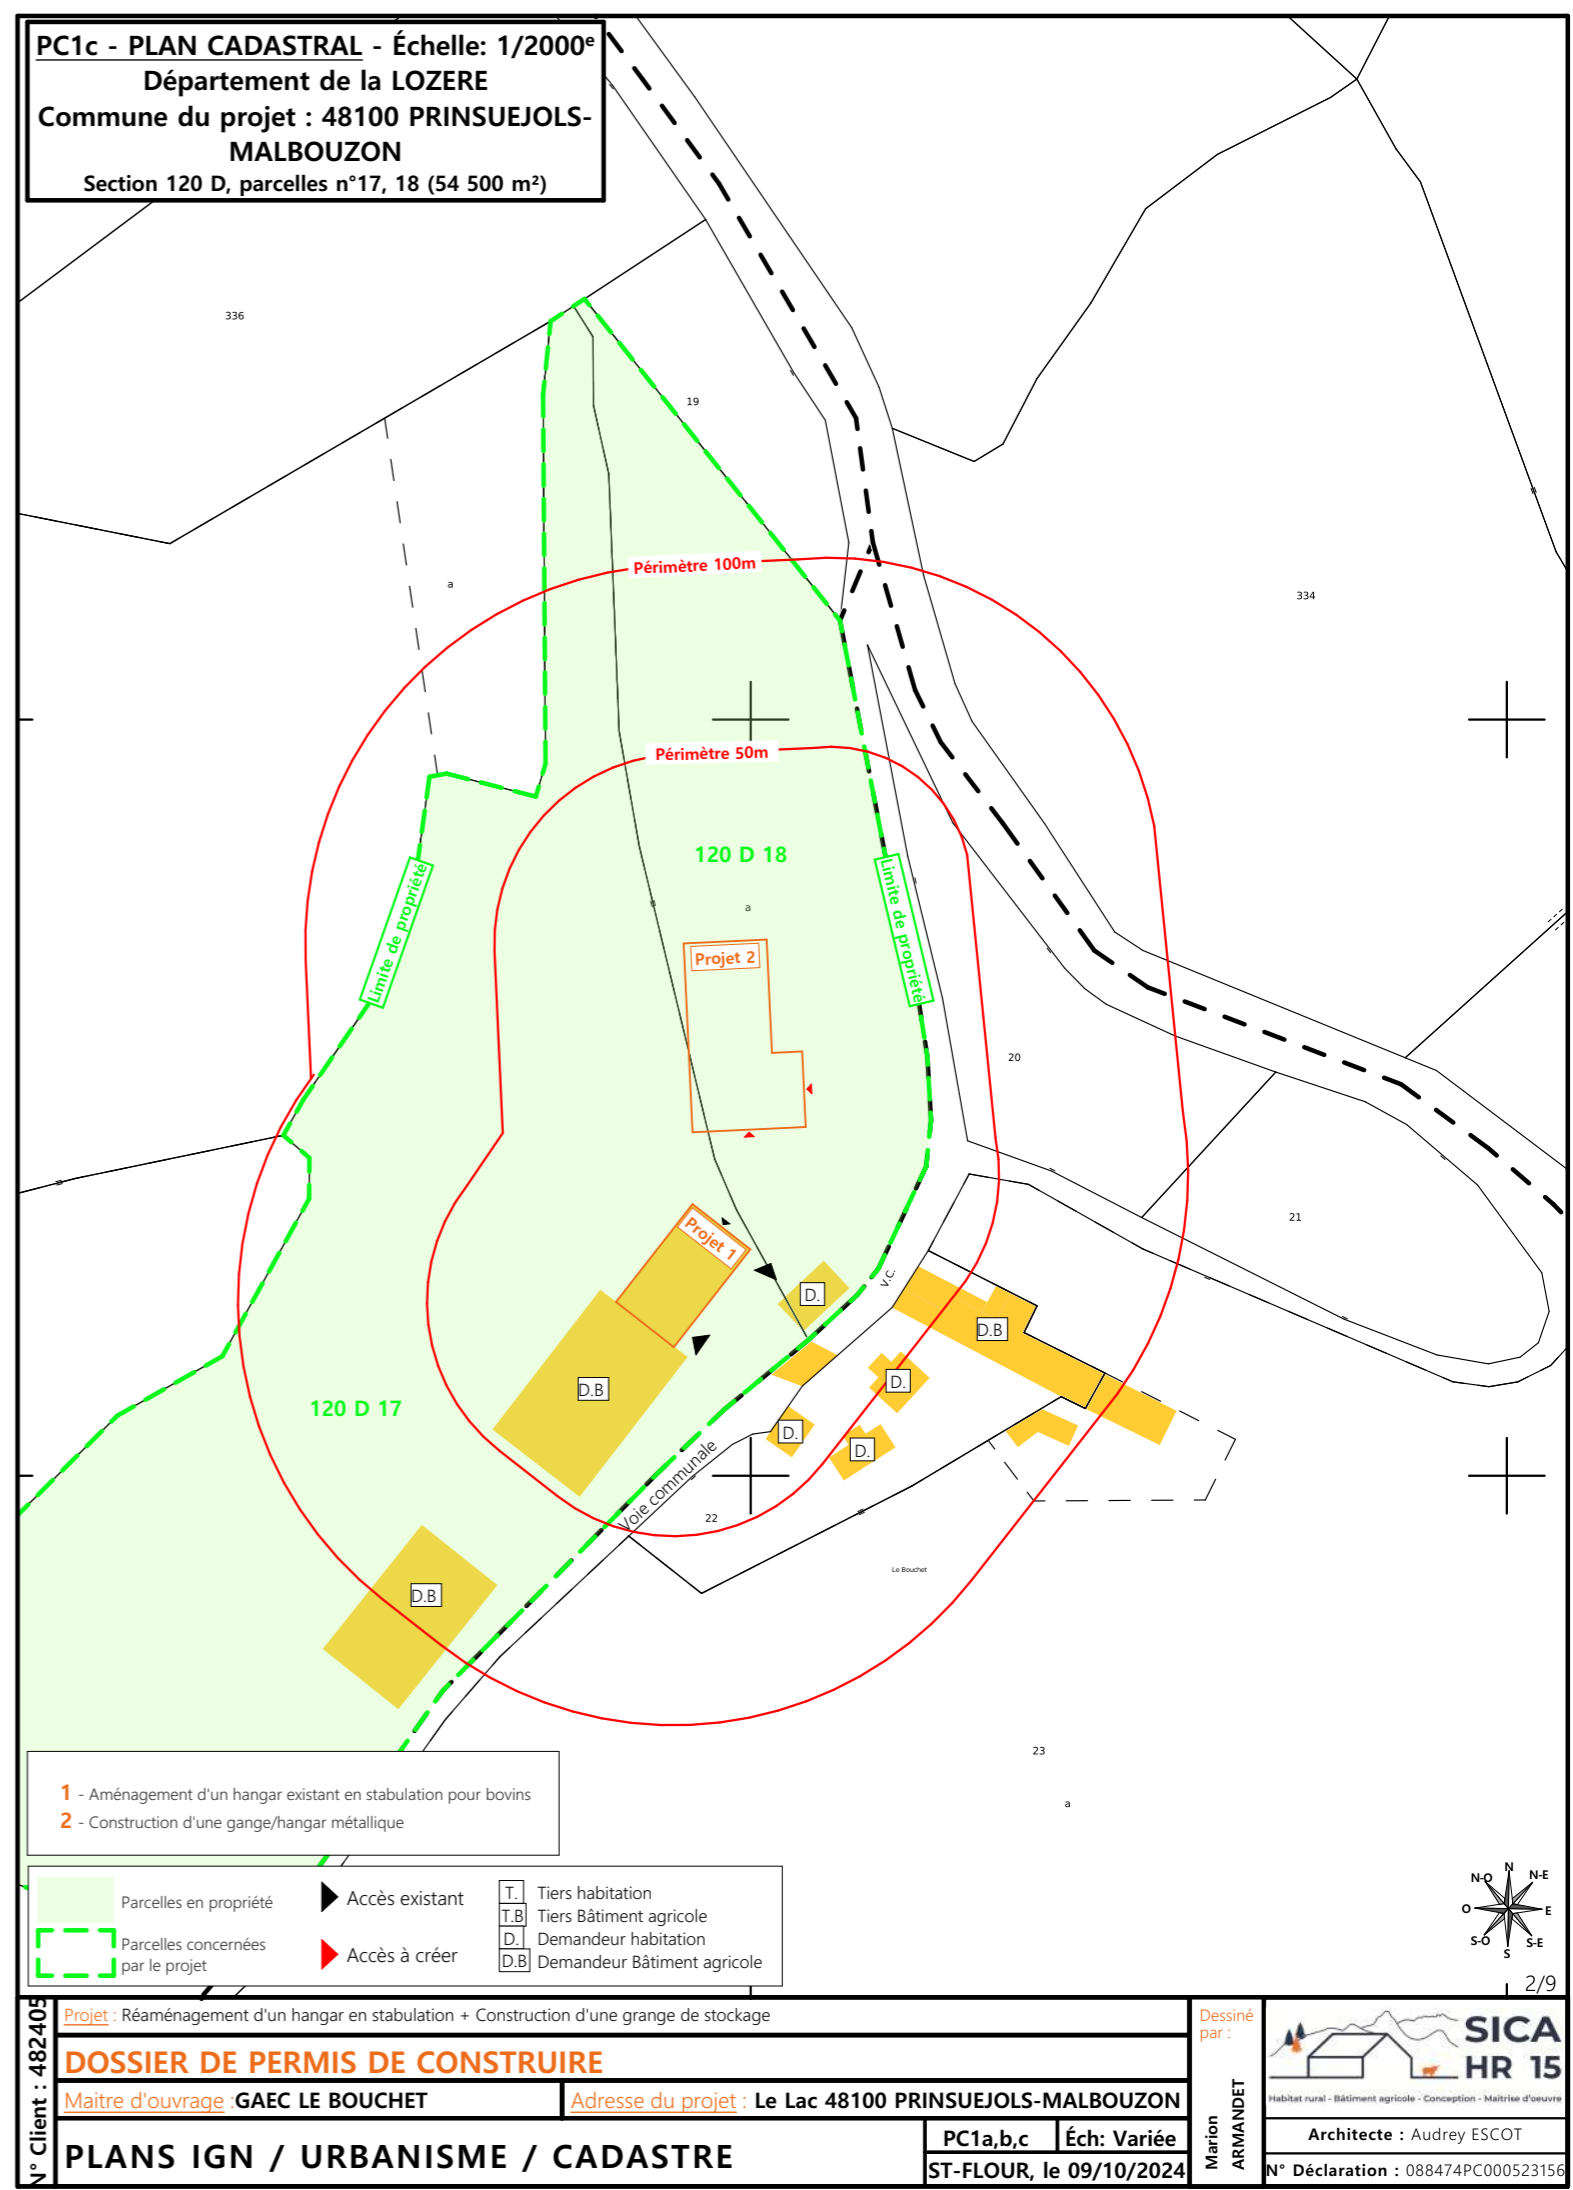 PC1c - PLAN CADASTRAL - Échelle: 1/2000ᵉ
Département de la LOZERE
Commune du projet : 48100 PRINSUEJOLS-
MALBOUZON
Section 120 D, parcelles n°17, 18 (54 500 m²)
336
19
a
334
Périmètre 100m
Périmètre 50m
120 D 18
a
Limite de propriété
Limite de propriété
Projet 2
20
21
Projet 1
D.
V.C.
D.B
D.B
D.
D.
D.
120 D 17
Voie communale
22
Le Bouchet
D.B
23
a
1 - Aménagement d'un hangar existant en stabulation pour bovins
2 - Construction d'une gange/hangar métallique
Parcelles en propriété
Parcelles concernées
par le projet
Accès existant
Accès à créer
T. Tiers habitation
T.B Tiers Bâtiment agricole
D. Demandeur habitation
D.B Demandeur Bâtiment agricole
N
N-O
N-E
O
E
S-O
S-E
S
2/9
N° Client : 482405
Projet : Réaménagement d'un hangar en stabulation + Construction d'une grange de stockage
DOSSIER DE PERMIS DE CONSTRUIRE
Maitre d'ouvrage :GAEC LE BOUCHET
Adresse du projet : Le Lac 48100 PRINSUEJOLS-MALBOUZON
PLANS IGN / URBANISME / CADASTRE
PC1a,b,c
Éch: Variée
ST-FLOUR, le 09/10/2024
Dessiné
par :
Marion
ARMANDET
SICA
HR 15
Habitat rural - Bâtiment agricole - Conception - Maîtrise d'oeuvre
Architecte : Audrey ESCOT
N° Déclaration : 088474PC000523156